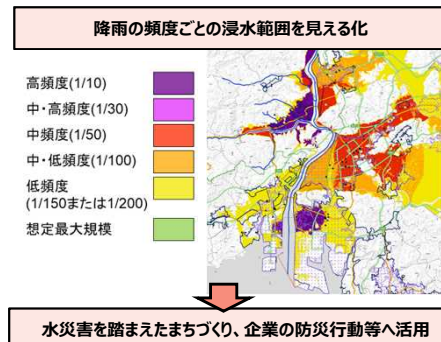 降雨の頻度ごとの浸水範囲を見える化
高頻度(1/10)
中・高頻度(1/30)
中頻度(1/50)
中・低頻度(1/100)
低頻度
(1/150または1/200)
想定最大規模
水災害を踏まえたまちづくり、企業の防災行動等へ活用